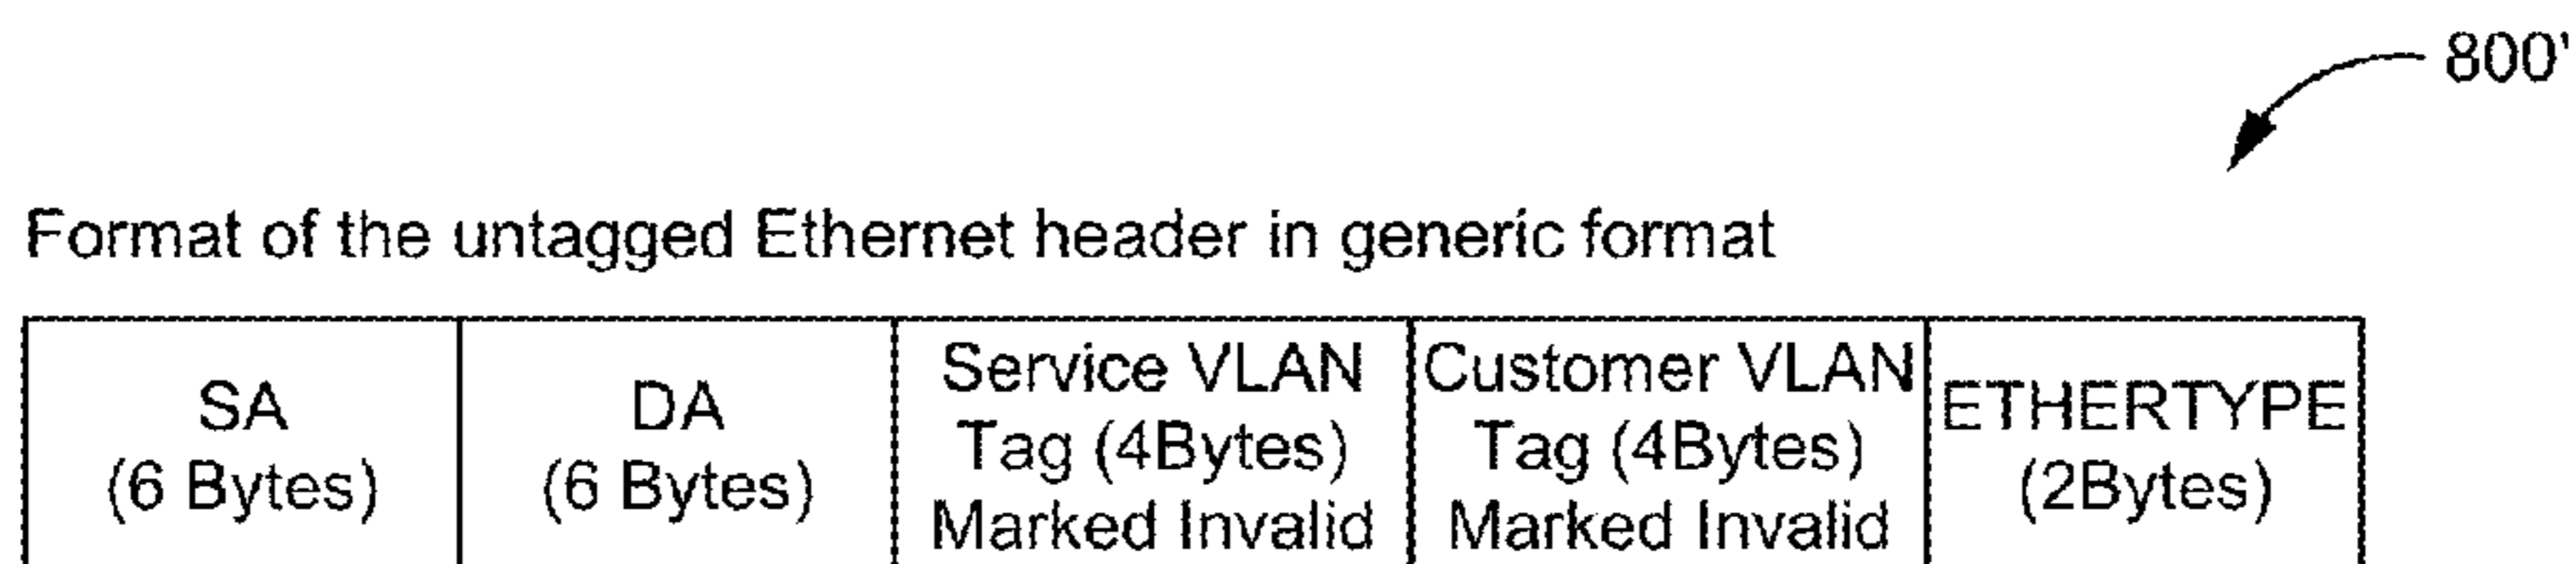 800'
Format of the untagged Ethernet header in generic format
SA
(6 Bytes)
DA
(6 Bytes)
Service VLAN
Tag (4Bytes)
Marked Invalid
Customer VLAN
Tag (4Bytes)
Marked Invalid
ETHERTYPE
(2Bytes)